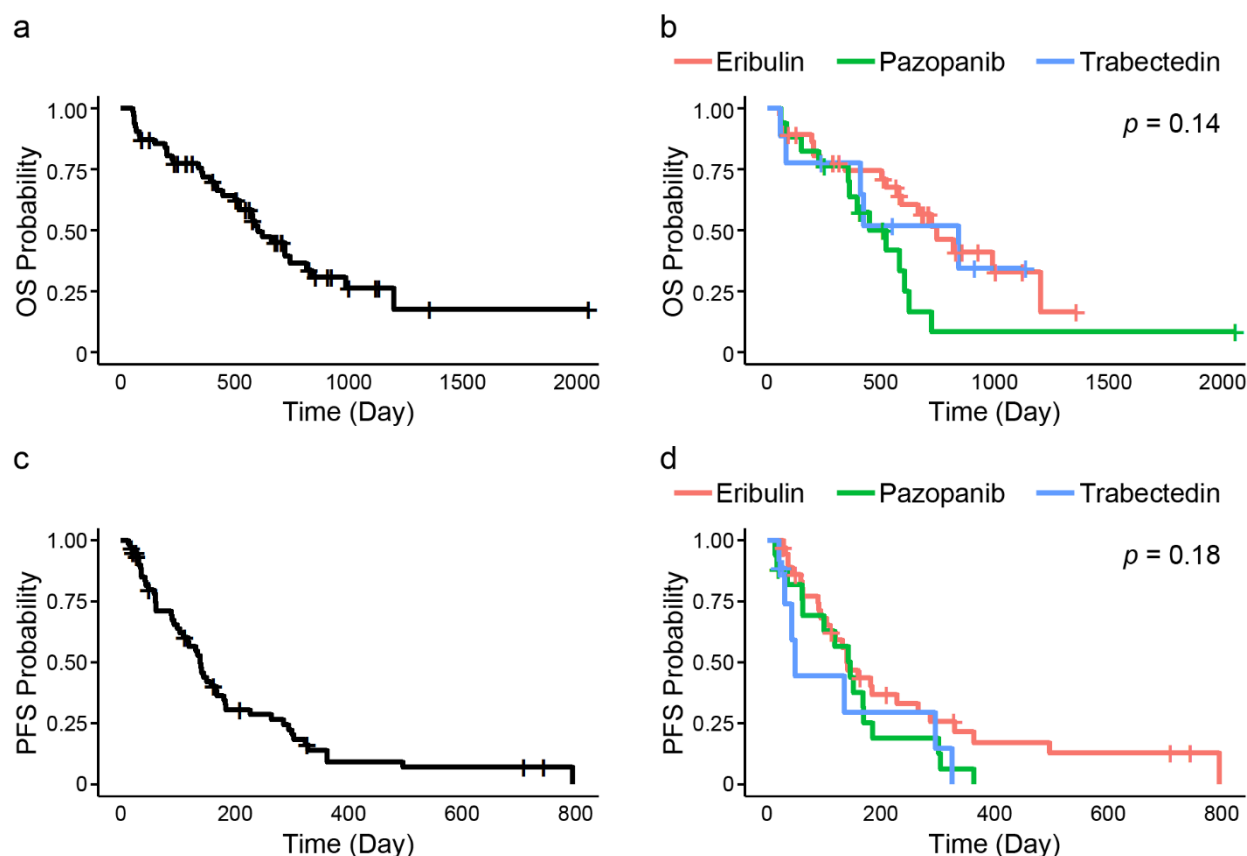 a
OS Probability
1.00
0.75
0.50
0.25
0
0 500 1000 1500 2000
Time (Day)
b
Eribulin Pazopanib Trabectedin
p = 0.14
OS Probability
1.00
0.75
0.50
0.25
0
0 500 1000 1500 2000
Time (Day)
c
PFS Probability
1.00
0.75
0.50
0.25
0
0 200 400 600 800
Time (Day)
d
Eribulin Pazopanib Trabectedin
p = 0.18
PFS Probability
1.00
0.75
0.50
0.25
0
0 200 400 600 800
Time (Day)